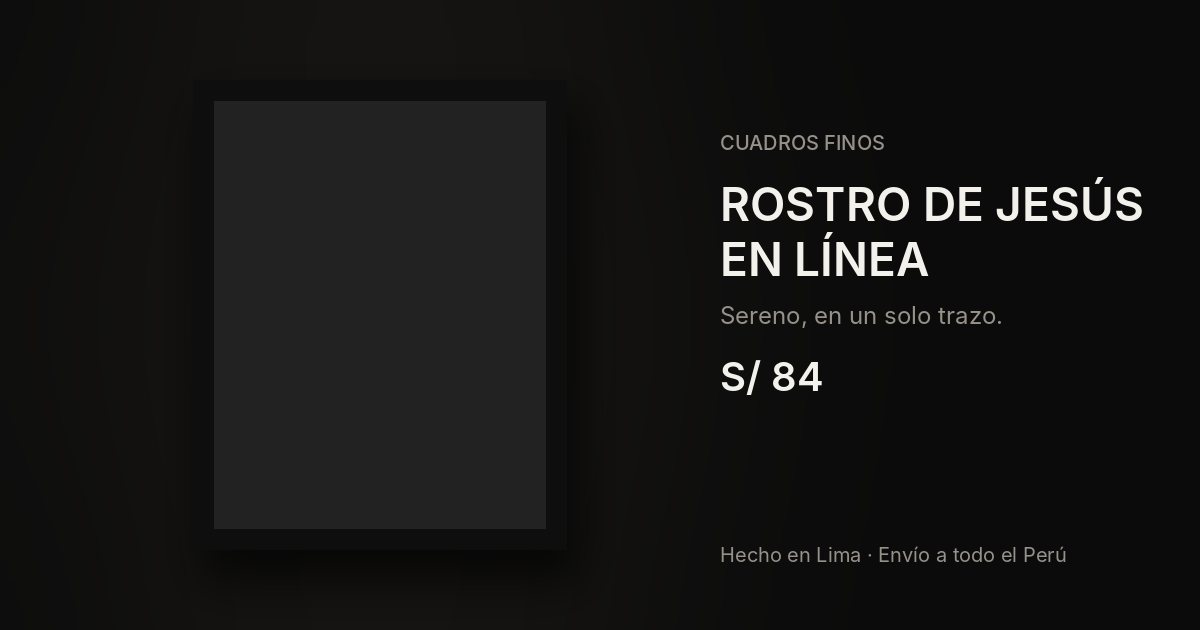 CUADROS FINOS
ROSTRO DE JESÚS
EN LÍNEA
Sereno, en un solo trazo.
S/ 84
Hecho en Lima · Envío a todo el Perú